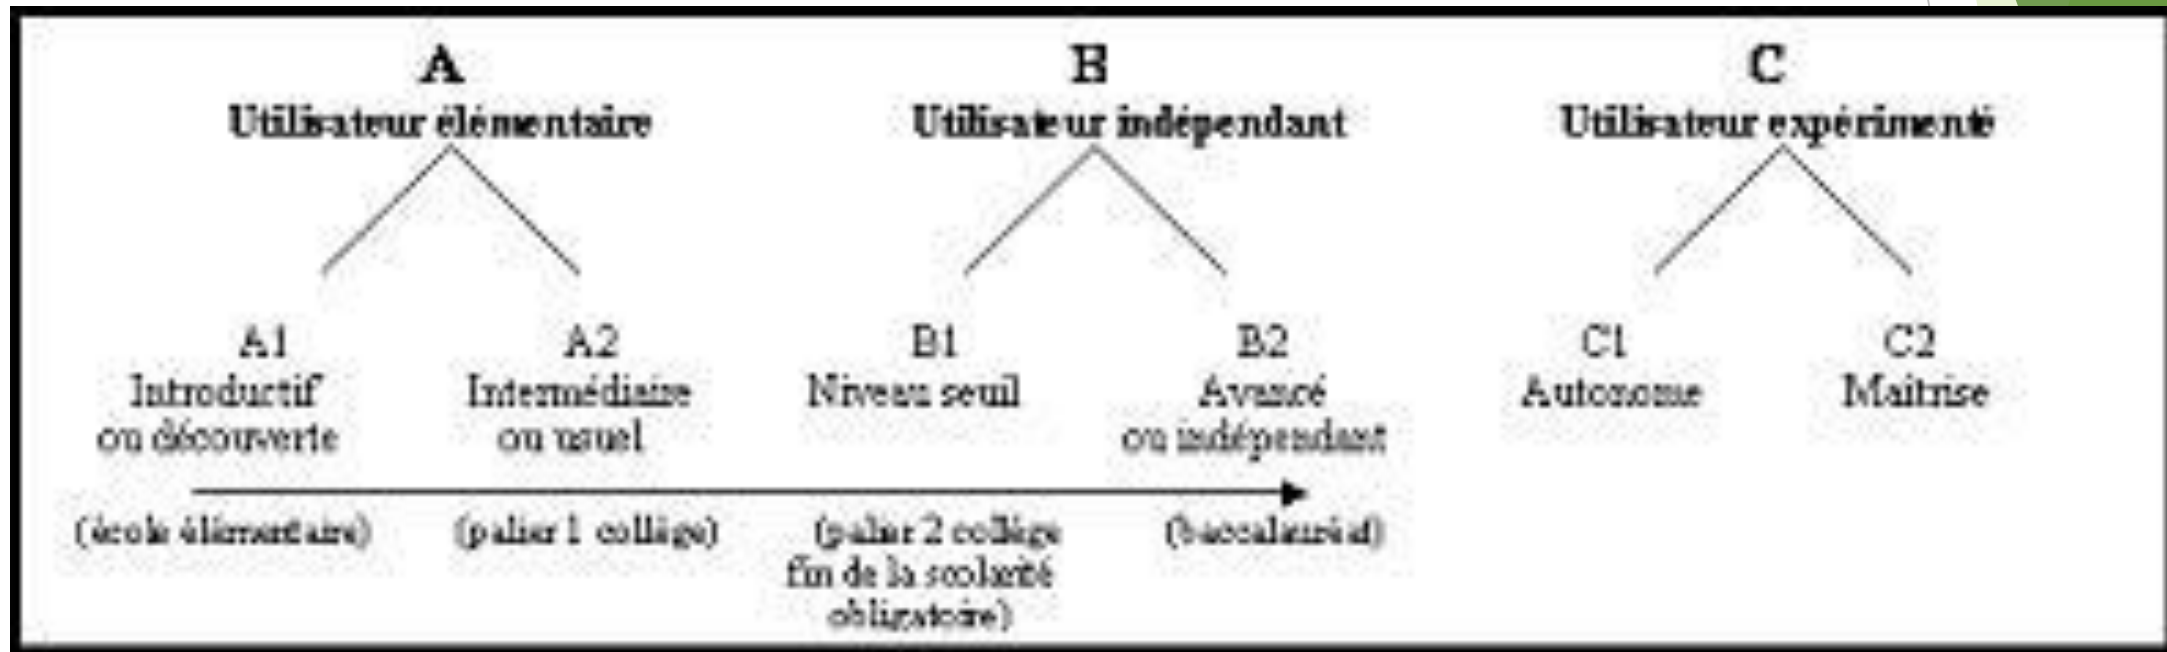 A
Utilisateur élémentaire
B
Utilisateur indépendant
C
Utilisateur expérimenté
A1
Introductif
ou découverte
A2
Intermédiaire
ou usuel
B1
Niveau seuil
B2
Avancé
ou indépendant
C1
Autonome
C2
Maîtrise
(école élémentaire)
(palier 1 collège)
(palier 2 collège
fin de la scolarité
obligatoire)
(baccalauréat)